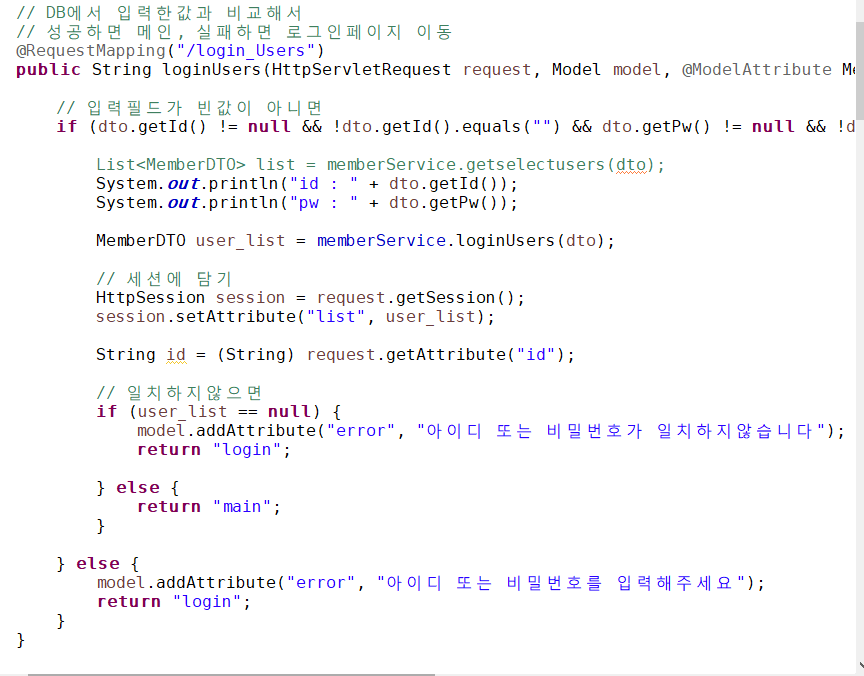 // DB에서 입력한값과 비교해서
// 성공하면 메인, 실패하면 로그인페이지 이동
@RequestMapping("/login_Users")
public String loginUsers(HttpServletRequest request, Model model, @ModelAttribute Me
// 입력필드가 빈값이 아니면
if (dto.getId() != null && !dto.getId().equals("") && dto.getPw() != null && !d
List<MemberDTO> list = memberService.getselectusers(dto);
System.out.println("id : " + dto.getId());
System.out.println("pw : " + dto.getPw());
MemberDTO user_list = memberService.loginUsers(dto);
// 세션에 담기
HttpSession session = request.getSession();
session.setAttribute("list", user_list);
String id = (String) request.getAttribute("id");
// 일치하지않으면
if (user_list == null) {
model.addAttribute("error", "아이디 또는 비밀번호가 일치하지않습니다");
return "login";
} else {
return "main";
}
} else {
model.addAttribute("error", "아이디 또는 비밀번호를 입력해주세요");
return "login";
}
}